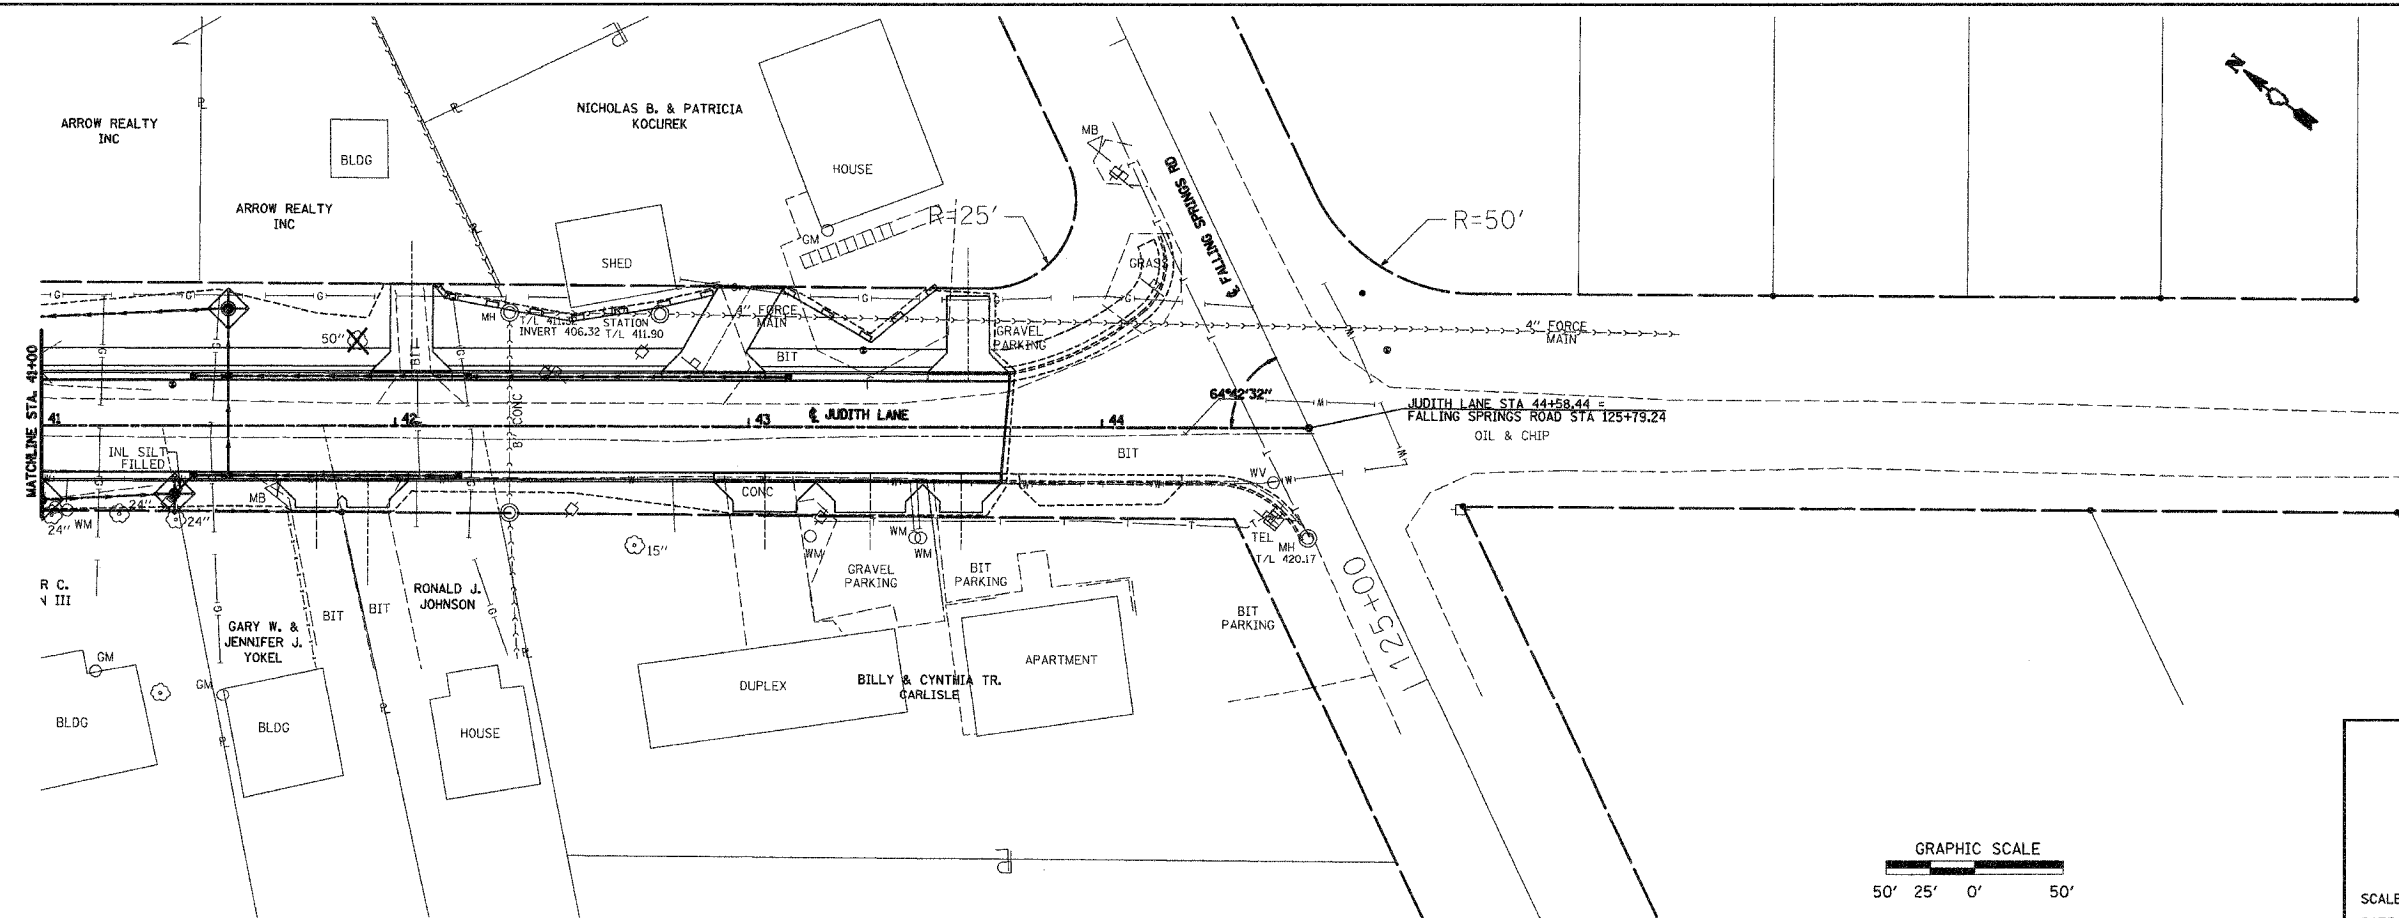 N
ARROW REALTY
INC
BLDG
ARROW REALTY
INC
NICHOLAS B. & PATRICIA
KOCUREK
HOUSE
GM
SHED
R=25'
R=50'
MB
℄ FALLING SPRINGS RD
GRASS
MH
INVERT 406.32
STATION
T/L 411.90
4" FORCE
MAIN
GRAVEL
PARKING
4" FORCE
MAIN
50"
BIT
BIT
MATCHLINE STA. 41+00
41
42
43
44
℄ JUDITH LANE
BIT CONC
64°42'32"
JUDITH LANE STA 44+58.44 =
FALLING SPRINGS ROAD STA 125+79.24
OIL & CHIP
BIT
INL SILT
FILLED
MB
CONC
WV
24"
WM
24"
24"
15"
WM
WM
WM
TEL
MH
T/L 420.17
125+00
GRAVEL
PARKING
BIT
PARKING
BIT
PARKING
R C.
N III
BIT
BIT
RONALD J.
JOHNSON
GARY W. &
JENNIFER J.
YOKEL
GM
GM
BLDG
BLDG
HOUSE
DUPLEX
BILLY & CYNTHIA TR.
CARLISLE
APARTMENT
GRAPHIC SCALE
50' 25' 0' 50'
SCALE